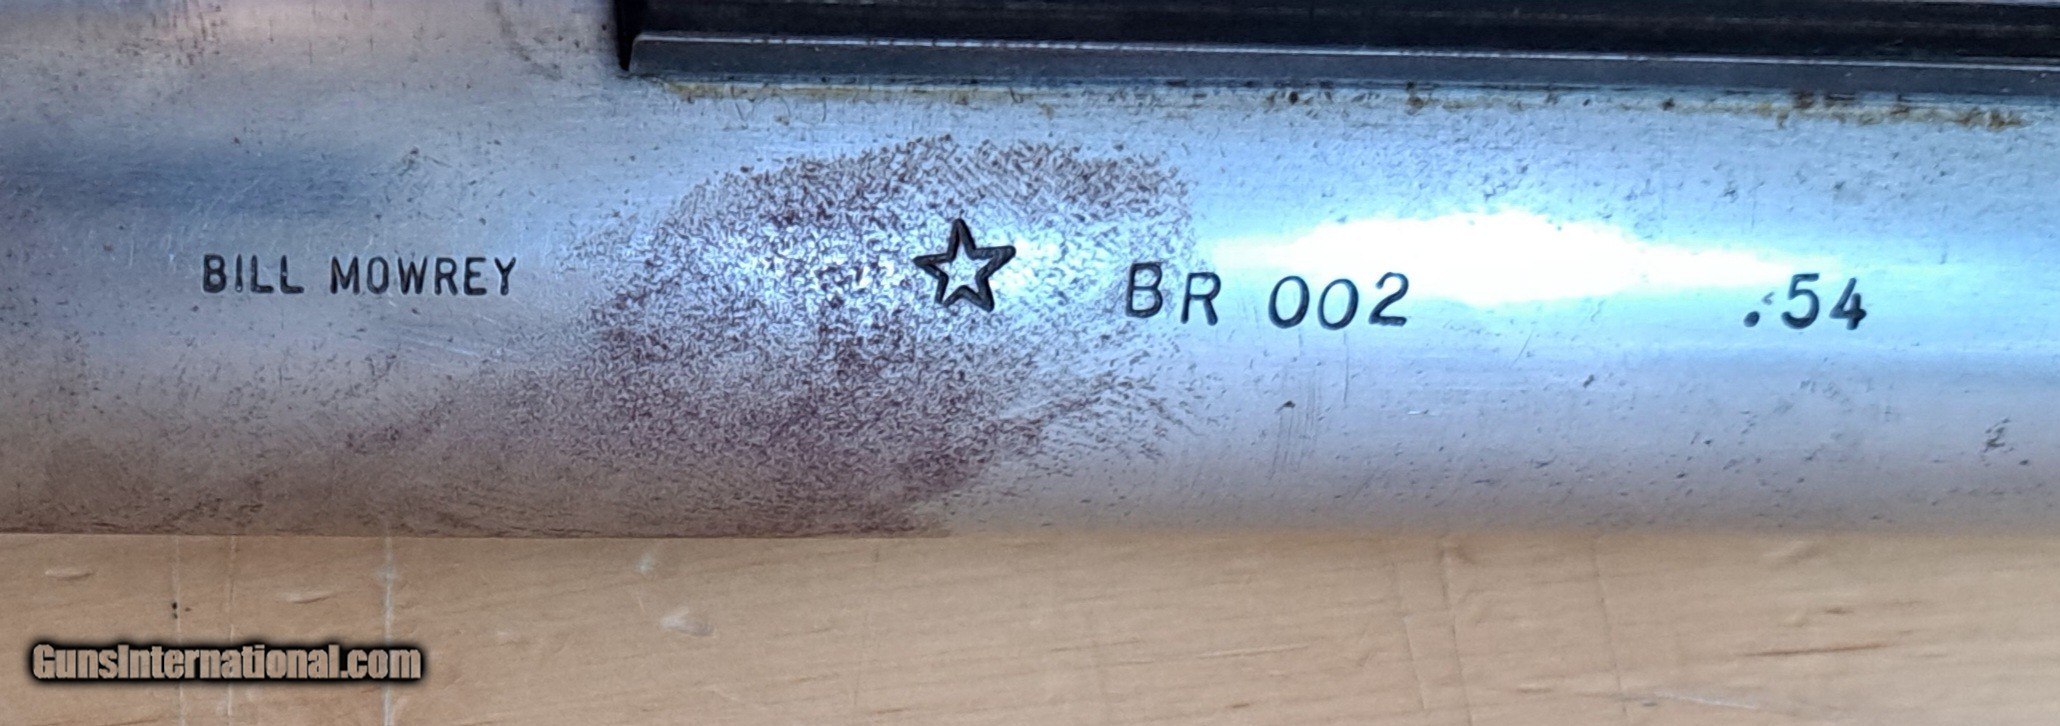 BILL MOWREY ☆ BR 002 .54
GunsInternational.com